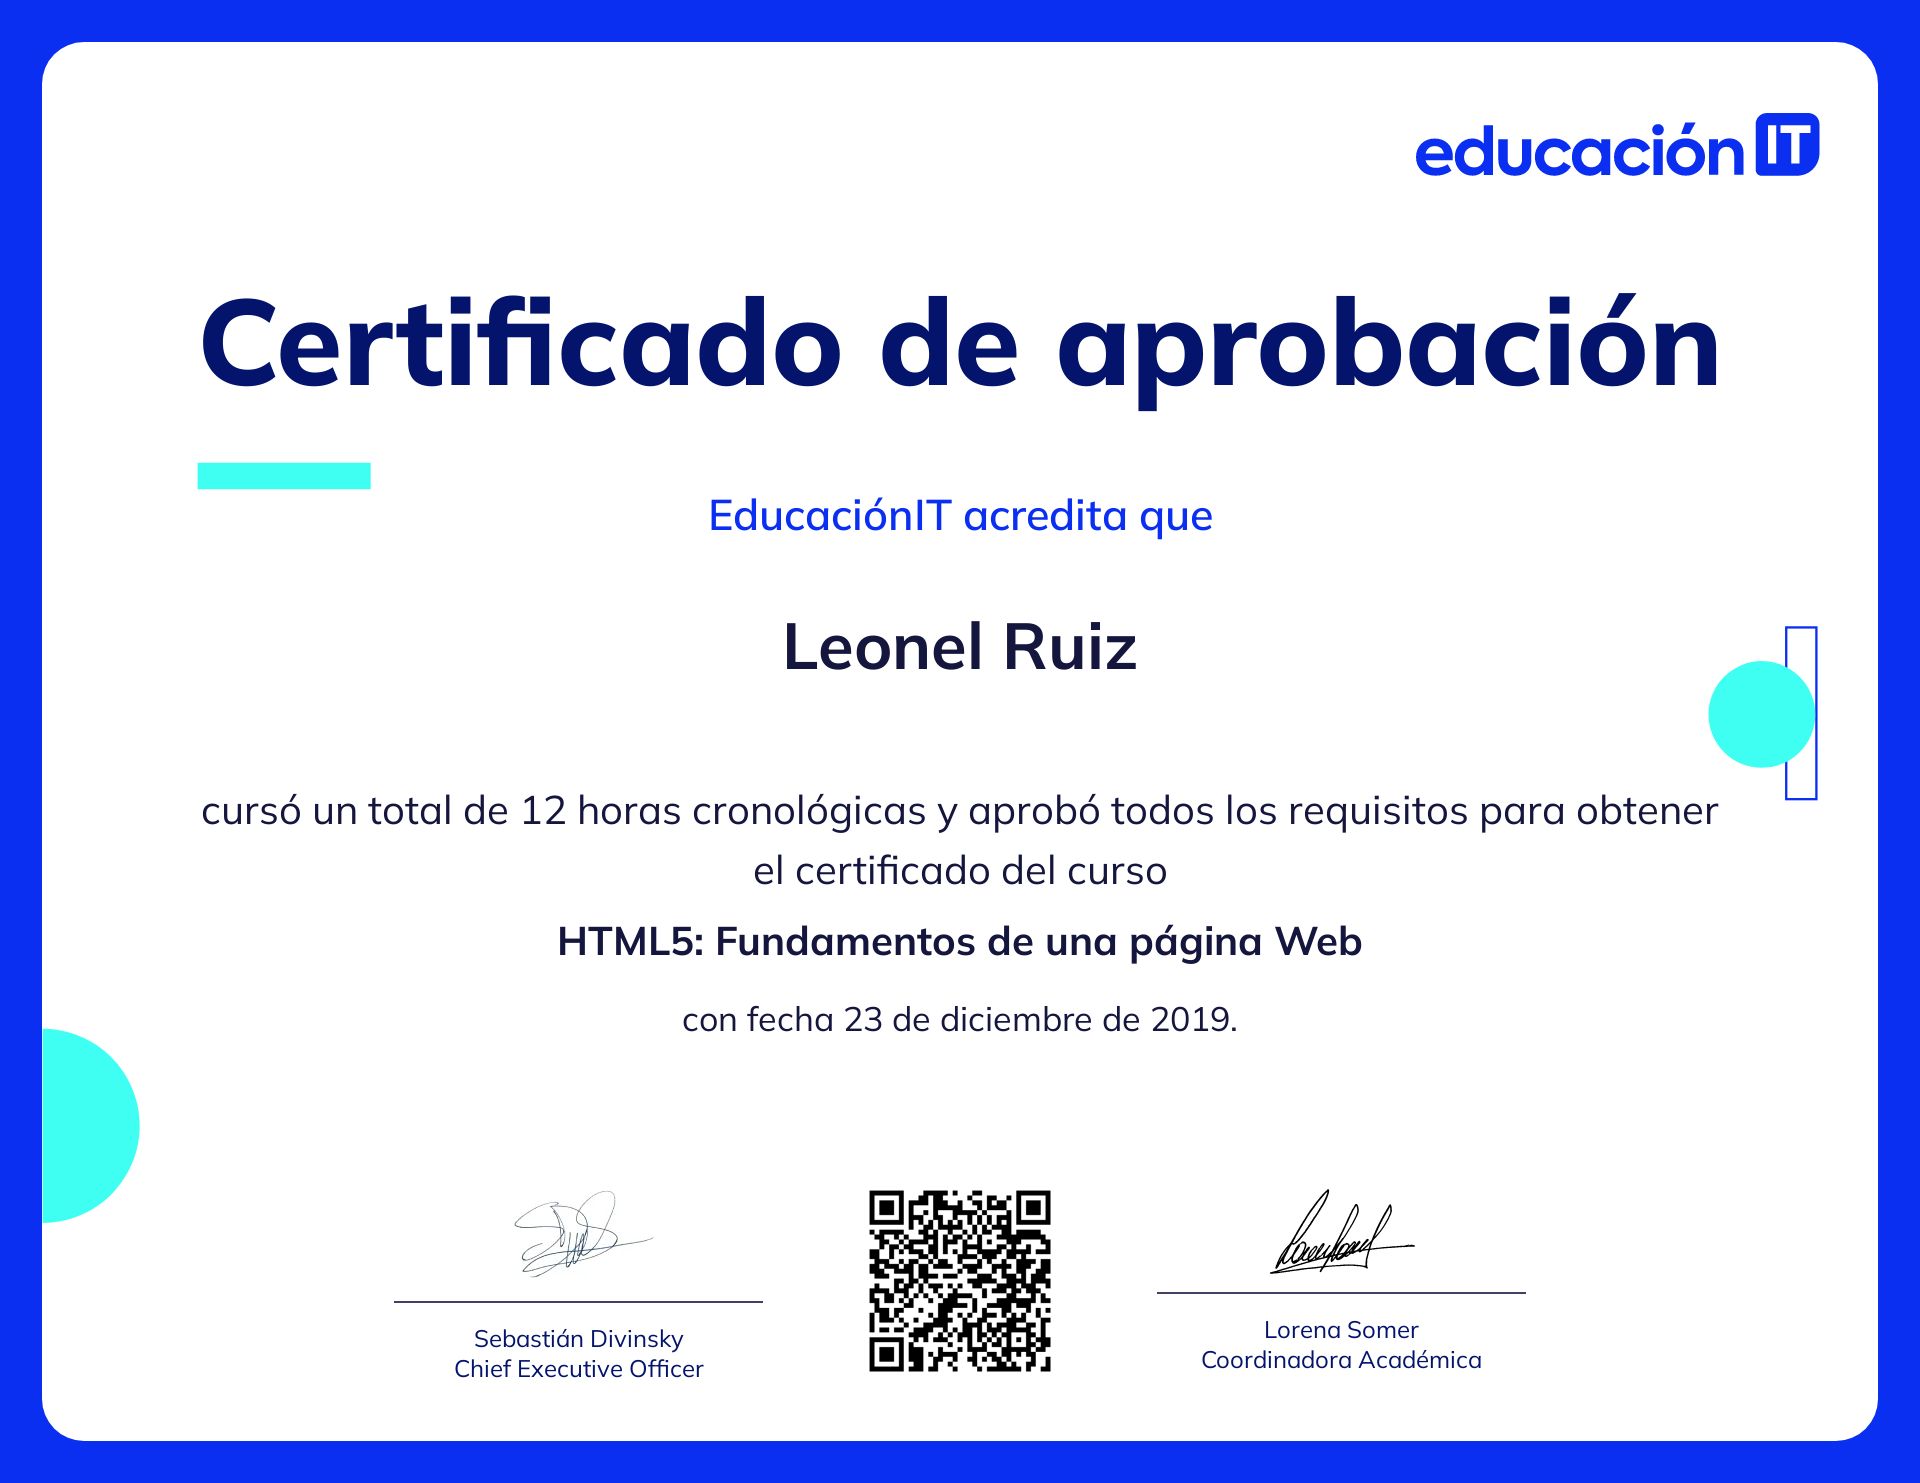 educación IT
Certificado de aprobación
EducaciónIT acredita que
Leonel Ruiz
cursó un total de 12 horas cronológicas y aprobó todos los requisitos para obtener
el certificado del curso
HTML5: Fundamentos de una página Web
con fecha 23 de diciembre de 2019.
Sebastián Divinsky
Chief Executive Officer
Lorena Somer
Coordinadora Académica